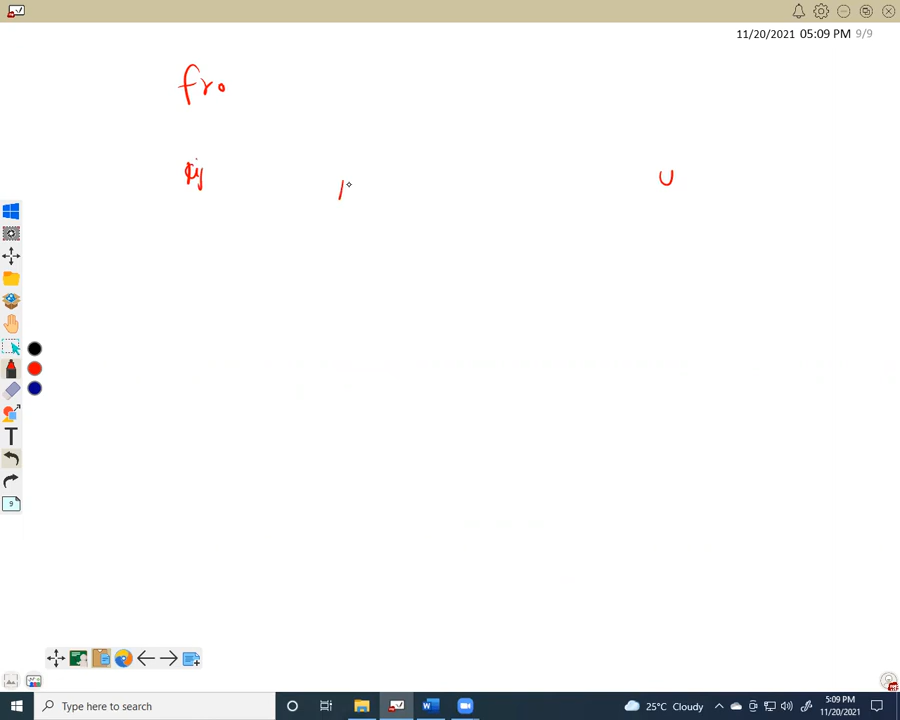 11/20/2021 05:09 PM 9/9
fro
U
9
Type here to search
25°C Cloudy
5:09 PM
11/20/2021